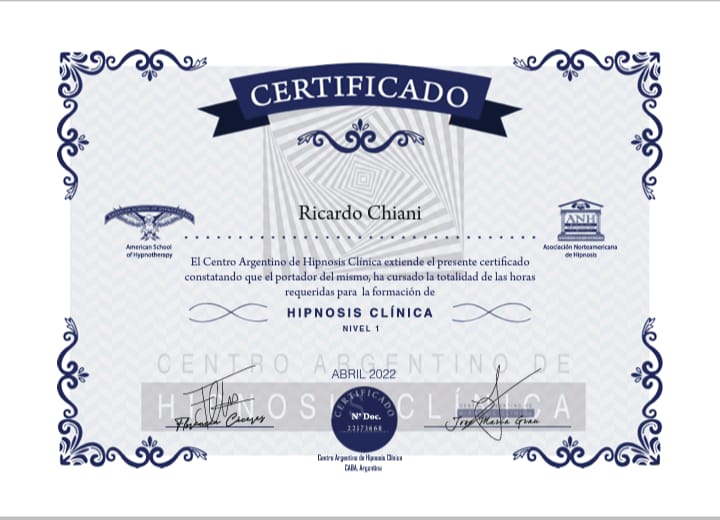 CERTIFICADO
Ricardo Chiani
American School
of Hypnotherapy
ANH
Asociación Norteamericana
de Hipnosis
El Centro Argentino de Hipnosis Clínica extiende el presente certificado
constatando que el portador del mismo, ha cursado la totalidad de las horas
requeridas para la formación de
HIPNOSIS CLÍNICA
NIVEL 1
CENTRO ARGENTINO DE
HIPNOSIS CLÍNICA
ABRIL 2022
CERTIFICADO
Nº Doc.
22173668
Florencia Cáceres
José María Gran
Centro Argentino de Hipnosis Clínica
CABA, Argentina